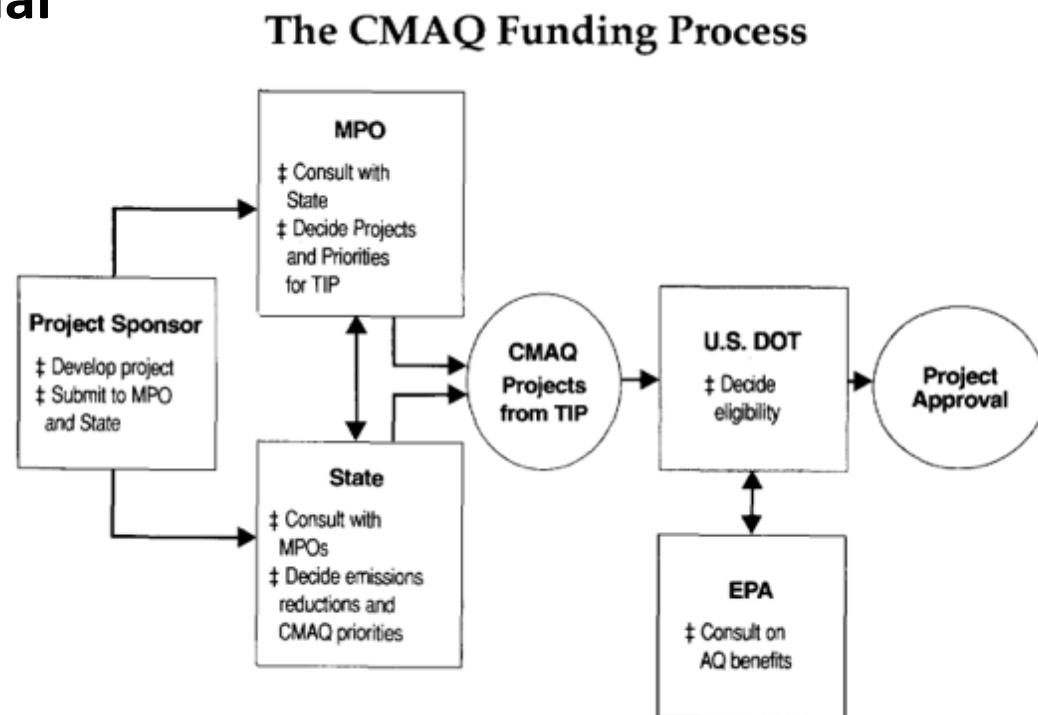 The CMAQ Funding Process
MPO
‡ Consult with
State
‡ Decide Projects
and Priorities
for TIP
Project Sponsor
‡ Develop project
‡ Submit to MPO
and State
CMAQ
Projects
from TIP
U.S. DOT
‡ Decide
eligibility
Project
Approval
State
‡ Consult with
MPOs
‡ Decide emissions
reductions and
CMAQ priorities
EPA
‡ Consult on
AQ benefits